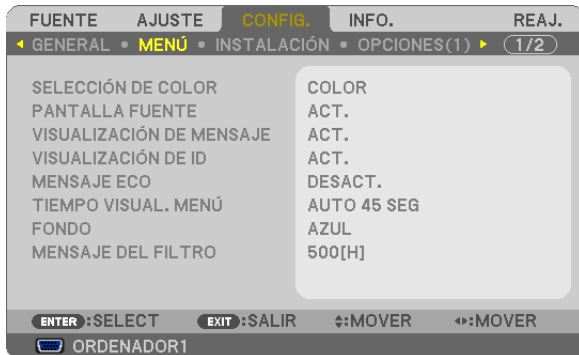 FUENTE AJUSTE CONFIG. INFO. REAJ.
GENERAL • MENÚ • INSTALACIÓN • OPCIONES(1) 1/2
SELECCIÓN DE COLOR COLOR
PANTALLA FUENTE ACT.
VISUALIZACIÓN DE MENSAJE ACT.
VISUALIZACIÓN DE ID ACT.
MENSAJE ECO DESACT.
TIEMPO VISUAL. MENÚ AUTO 45 SEG
FONDO AZUL
MENSAJE DEL FILTRO 500[H]
ENTER :SELECT EXIT :SALIR :MOVER :MOVER
ORDENADOR1